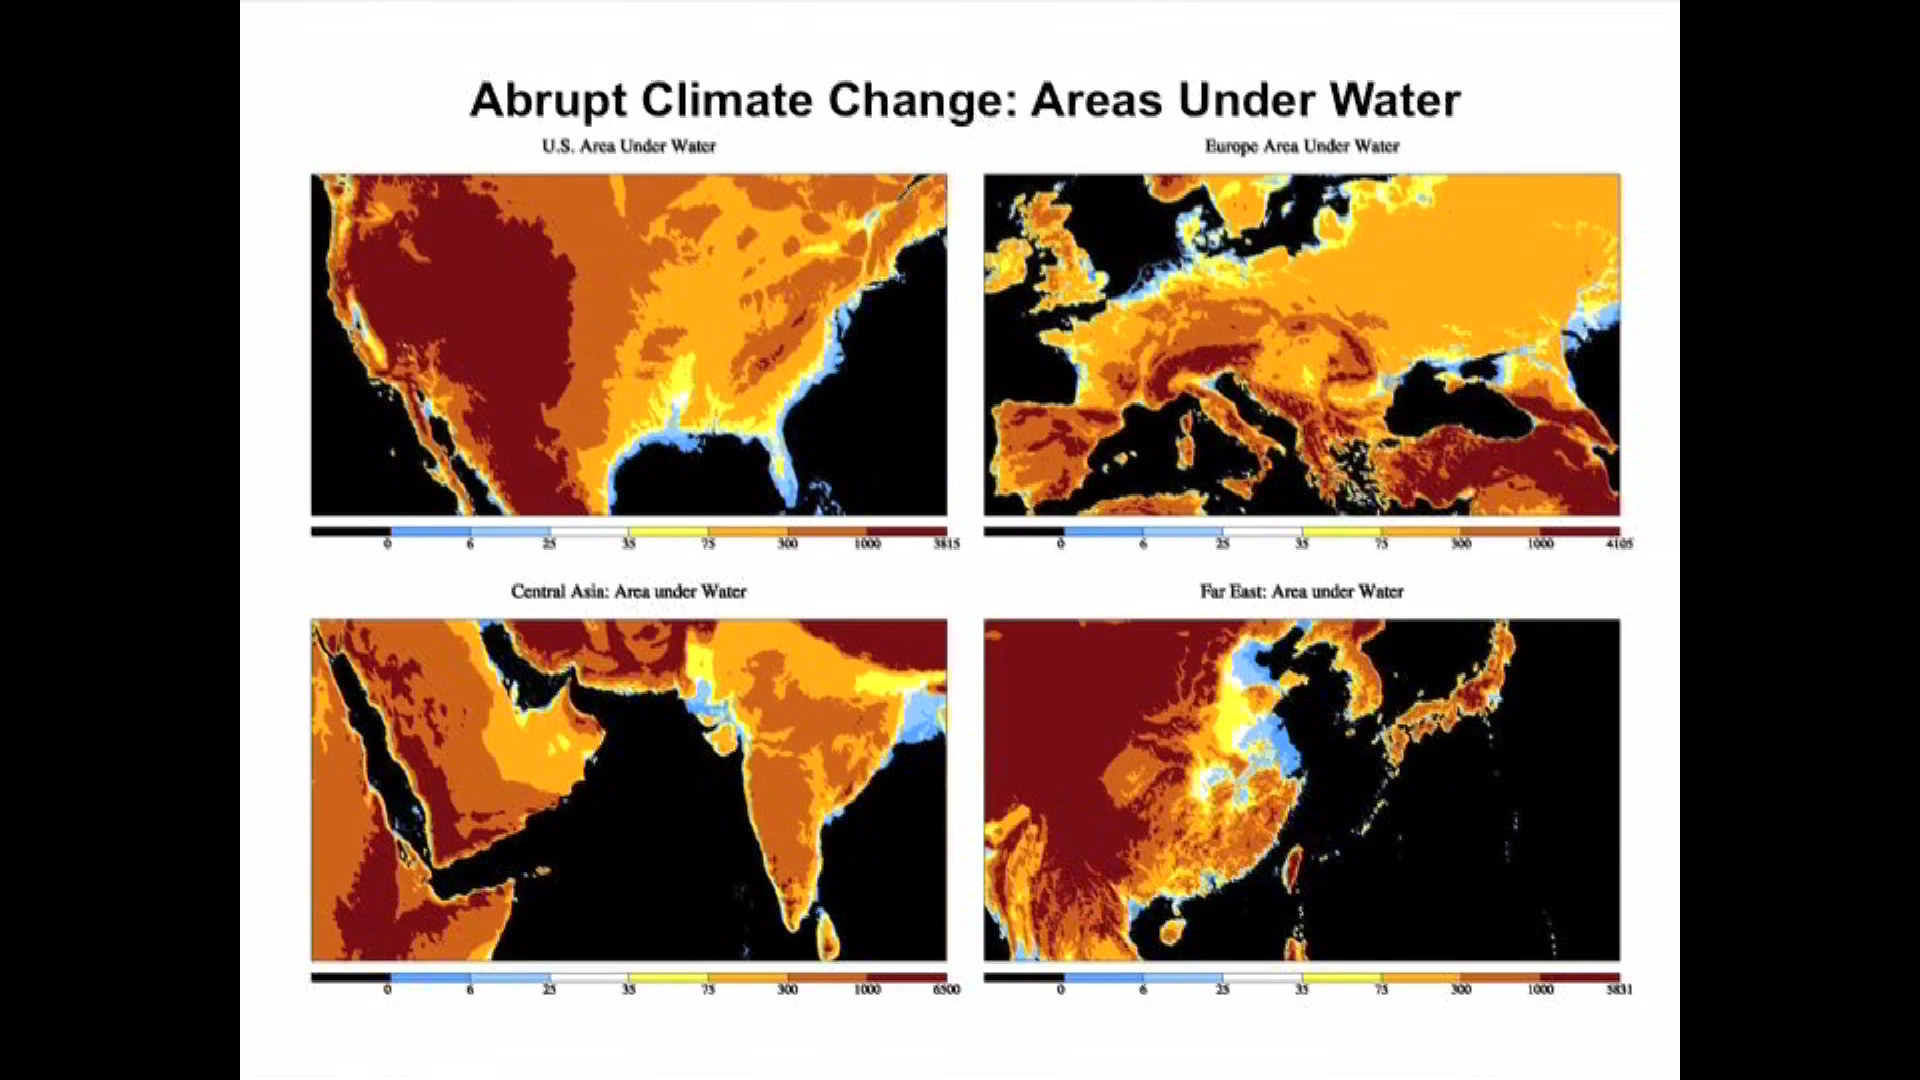 Abrupt Climate Change: Areas Under Water
U.S. Area Under Water
Europe Area Under Water
0 6 25 35 75 300 1000 3815
0 6 25 35 75 300 1000 4105
Central Asia: Area under Water
Far East: Area under Water
0 6 25 35 75 300 1000 6500
0 6 25 35 75 300 1000 5831